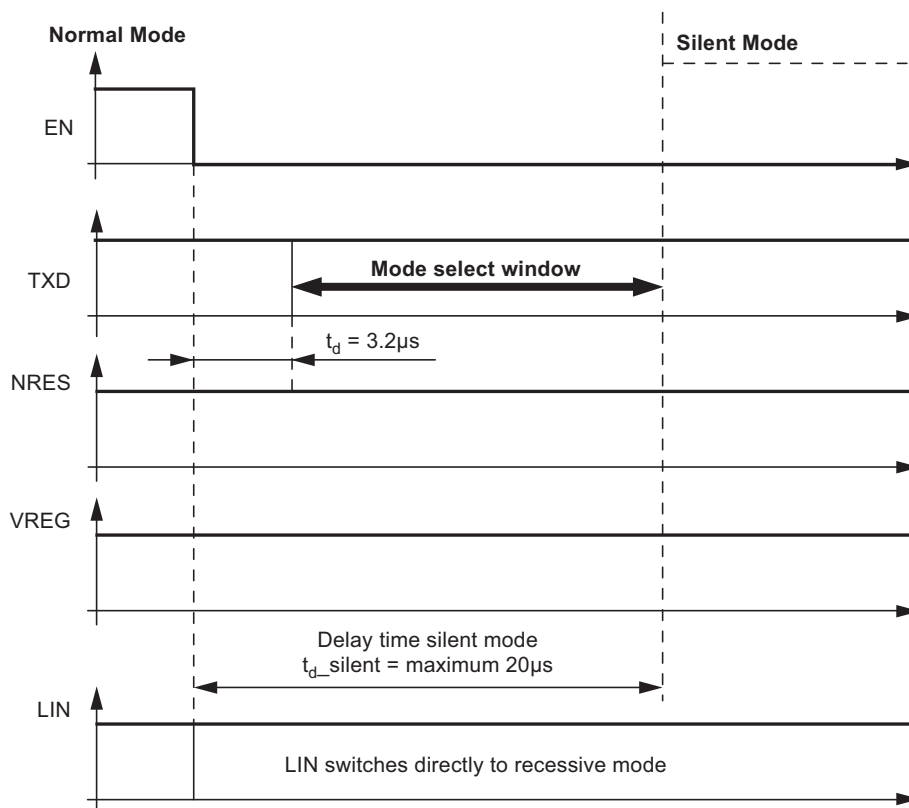 Normal Mode
Silent Mode
EN
TXD
Mode select window
t_d = 3.2µs
NRES
VREG
Delay time silent mode
t_d_silent = maximum 20µs
LIN
LIN switches directly to recessive mode